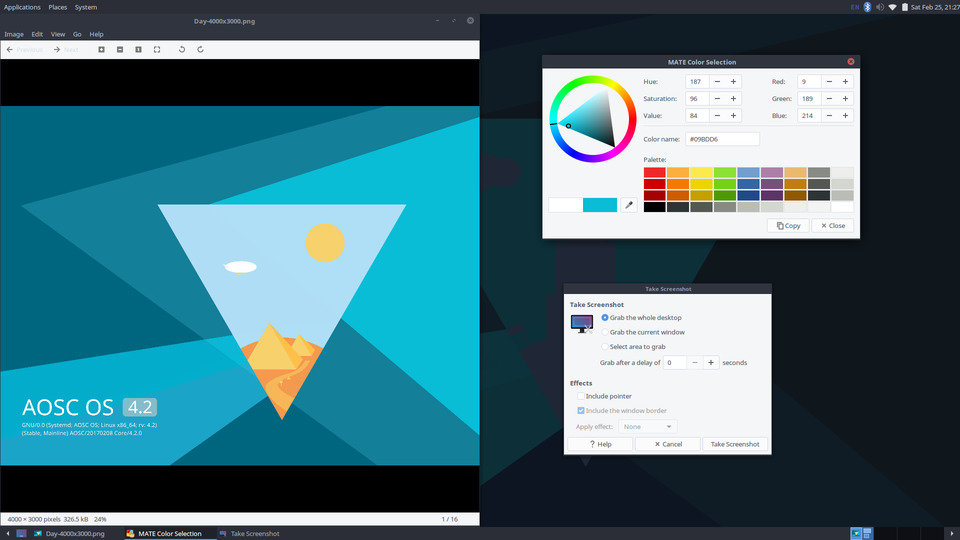 Applications Places System
EN
Sat Feb 25, 21:27
Day-4000x3000.png
Image Edit View Go Help
Previous Next
AOSC OS 4.2
GNU/0.0 (Systemd; AOSC OS; Linux x86_64: rv: 4.2)
(Stable, Mainline) AOSC/20170208 Core/4.2.0
4000 × 3000 pixels 326.5 kB 24%
1 / 16
MATE Color Selection
Hue: 187 Red: 9
Saturation: 96 Green: 189
Value: 84 Blue: 214
Color name: #09BDD6
Palette:
Copy Close
Take Screenshot
Take Screenshot
Grab the whole desktop
Grab the current window
Select area to grab
Grab after a delay of 0 seconds
Effects
Include pointer
Include the window border
Apply effect: None
Help Cancel Take Screenshot
Day-4000x3000.png MATE Color Selection Take Screenshot